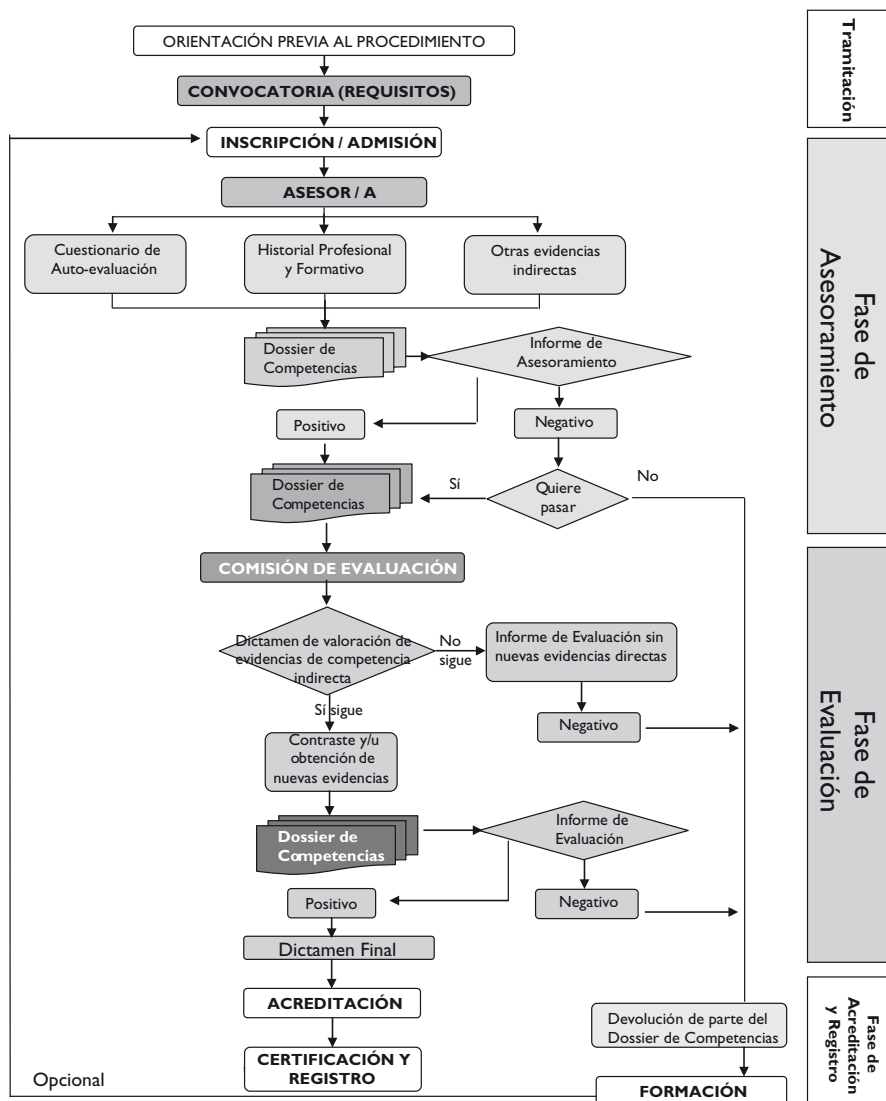 ORIENTACIÓN PREVIA AL PROCEDIMIENTO
CONVOCATORIA (REQUISITOS)
INSCRIPCIÓN / ADMISIÓN
ASESOR / A
Cuestionario de
Auto-evaluación
Historial Profesional
y Formativo
Otras evidencias
indirectas
Dossier de
Competencias
Informe de
Asesoramiento
Positivo
Negativo
Dossier de
Competencias
Sí
Quiere
pasar
No
COMISIÓN DE EVALUACIÓN
Dictamen de valoración de
evidencias de competencia
indirecta
No
sigue
Informe de Evaluación sin
nuevas evidencias directas
Negativo
Sí sigue
Contraste y/u
obtención de
nuevas evidencias
Dossier de
Competencias
Informe de
Evaluación
Positivo
Negativo
Dictamen Final
ACREDITACIÓN
CERTIFICACIÓN Y
REGISTRO
Devolución de parte del
Dossier de Competencias
FORMACIÓN
Opcional
Tramitación
Fase de
Asesoramiento
Fase de
Evaluación
Fase de
Acreditación
y Registro